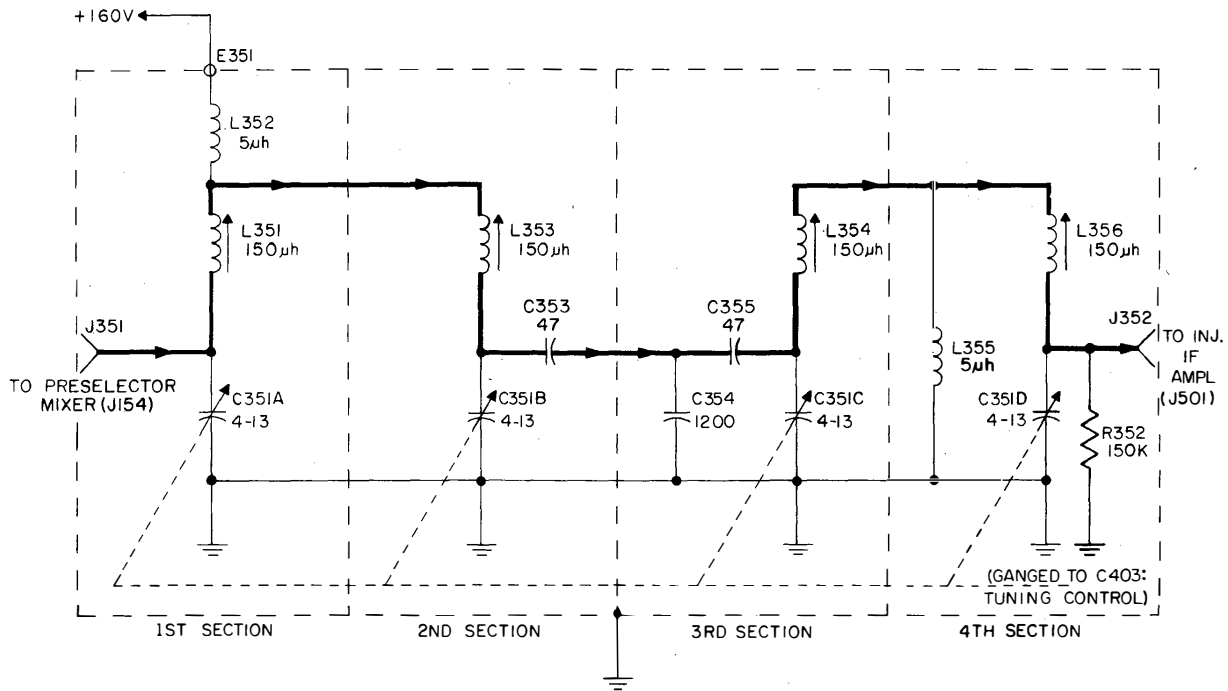 +160V
E351
L352
5µh
L351
150µh
L353
150µh
L354
150µh
L356
150µh
J351
C353
47
C355
47
J352
TO INJ.
IF
AMPL
(J501)
L355
5µh
TO PRESELECTOR
MIXER (J154)
C351A
4-13
C351B
4-13
C354
1200
C351C
4-13
C351D
4-13
R352
150K
(GANGED TO C403:
TUNING CONTROL)
1ST SECTION
2ND SECTION
3RD SECTION
4TH SECTION